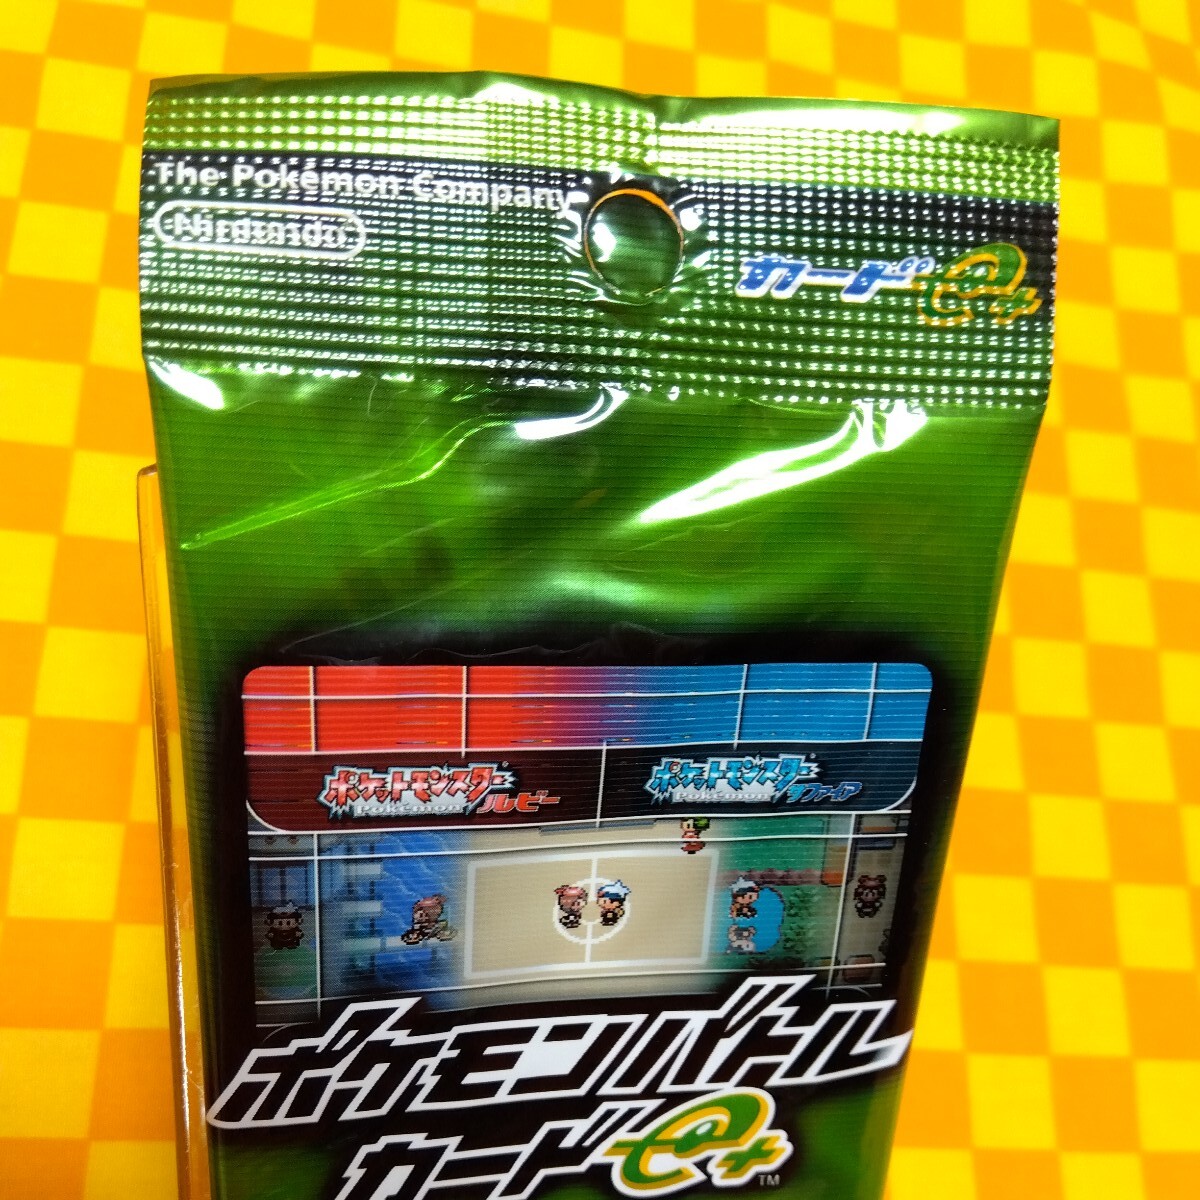 The Pokémon Company
Nintendo
カードe+
ポケットモンスター
Pokémon ルビー
ポケットモンスター
Pokémon サファイア
ポケモンバトル
カードe+
TM